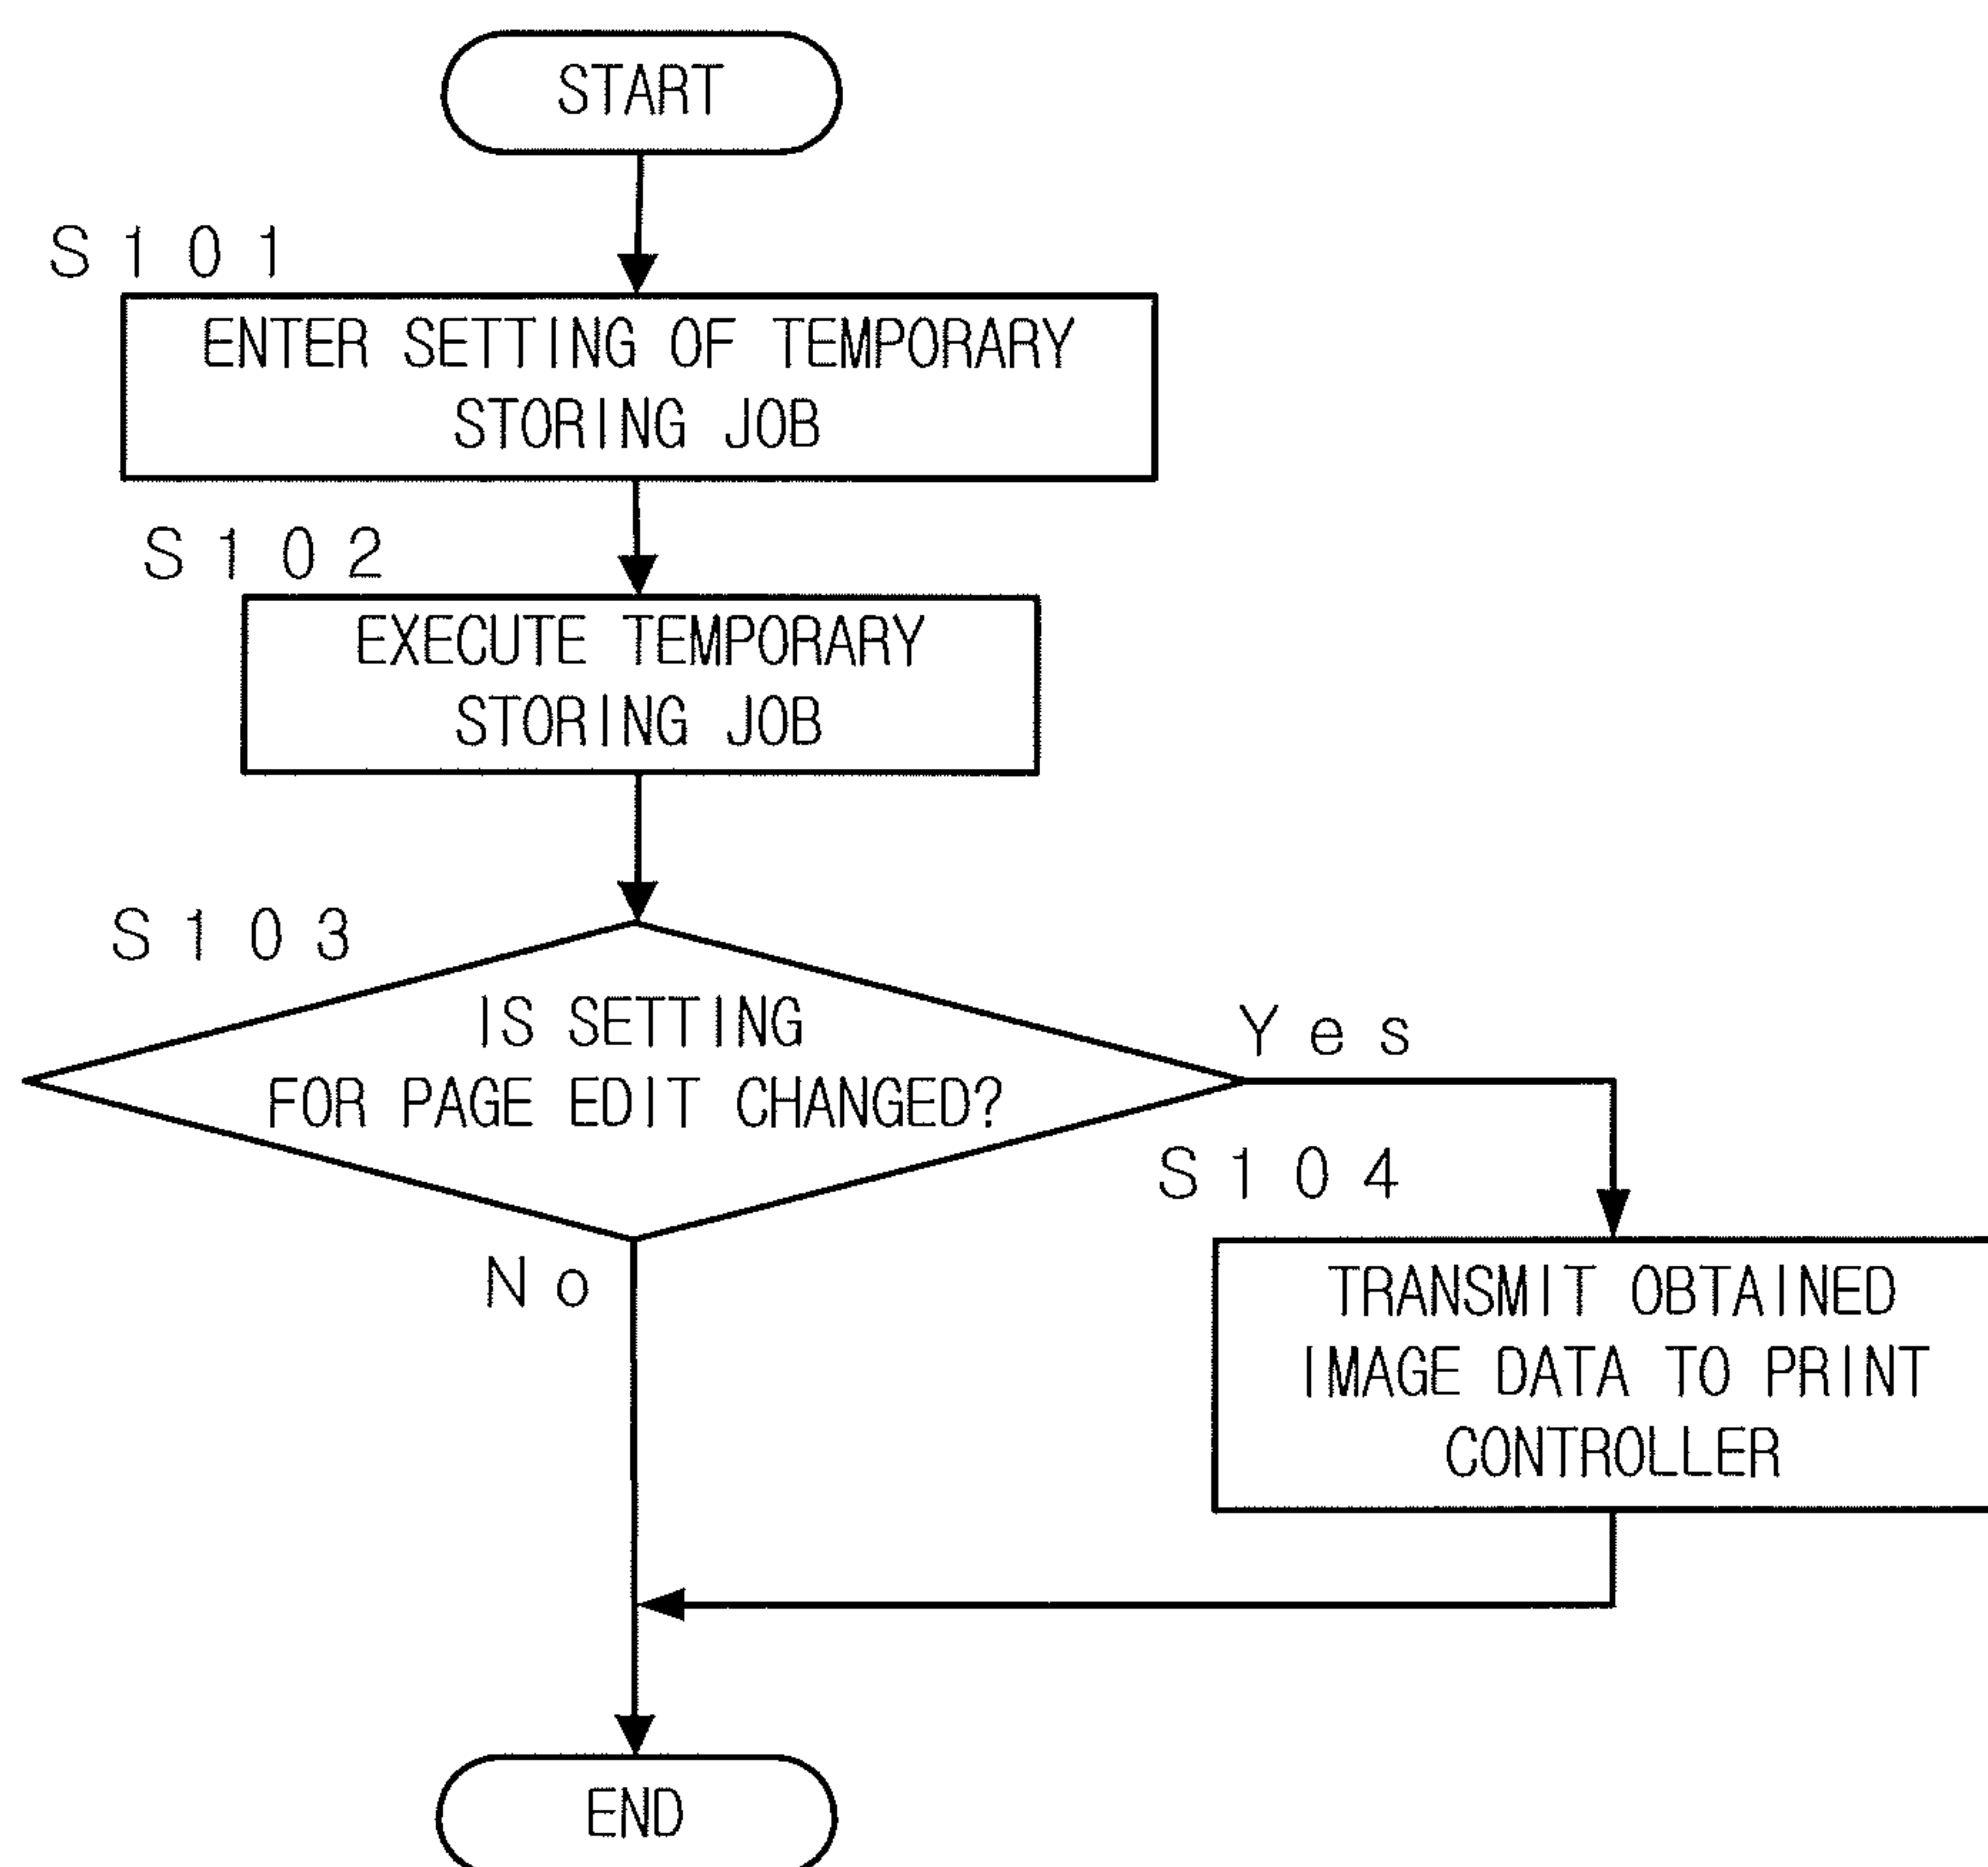 START
S101
ENTER SETTING OF TEMPORARY
STORING JOB
S102
EXECUTE TEMPORARY
STORING JOB
S103
IS SETTING
FOR PAGE EDIT CHANGED?
Yes
S104
No
TRANSMIT OBTAINED
IMAGE DATA TO PRINT
CONTROLLER
END